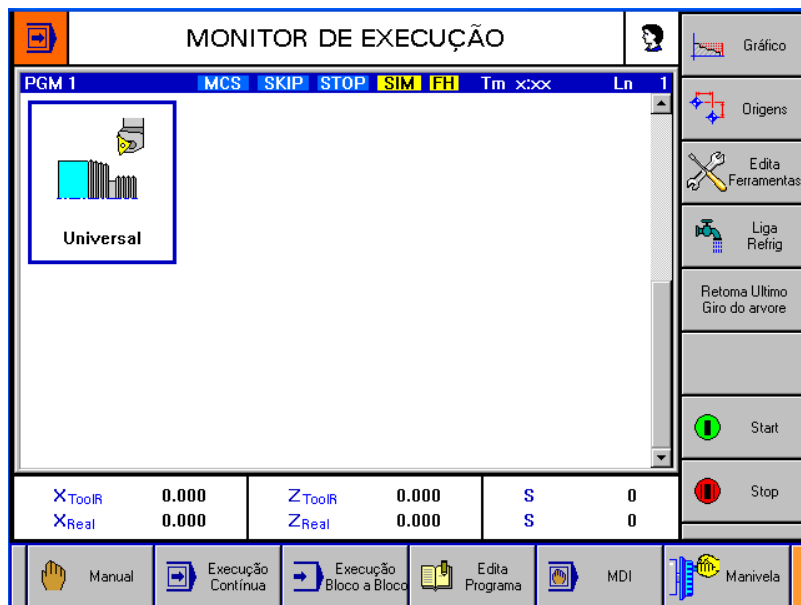 MONITOR DE EXECUÇÃO
PGM 1 MCS SKIP STOP SIM FH Tm x:xx Ln 1
Universal
XToolR 0.000 ZToolR 0.000 S 0
XReal 0.000 ZReal 0.000 S 0
Gráfico
Origens
Edita
Ferramentas
Liga
Refrig
Retoma Ultimo
Giro do arvore
Start
Stop
Manual
Execução
Contínua
Execução
Bloco a Bloco
Edita
Programa
MDI
Manivela